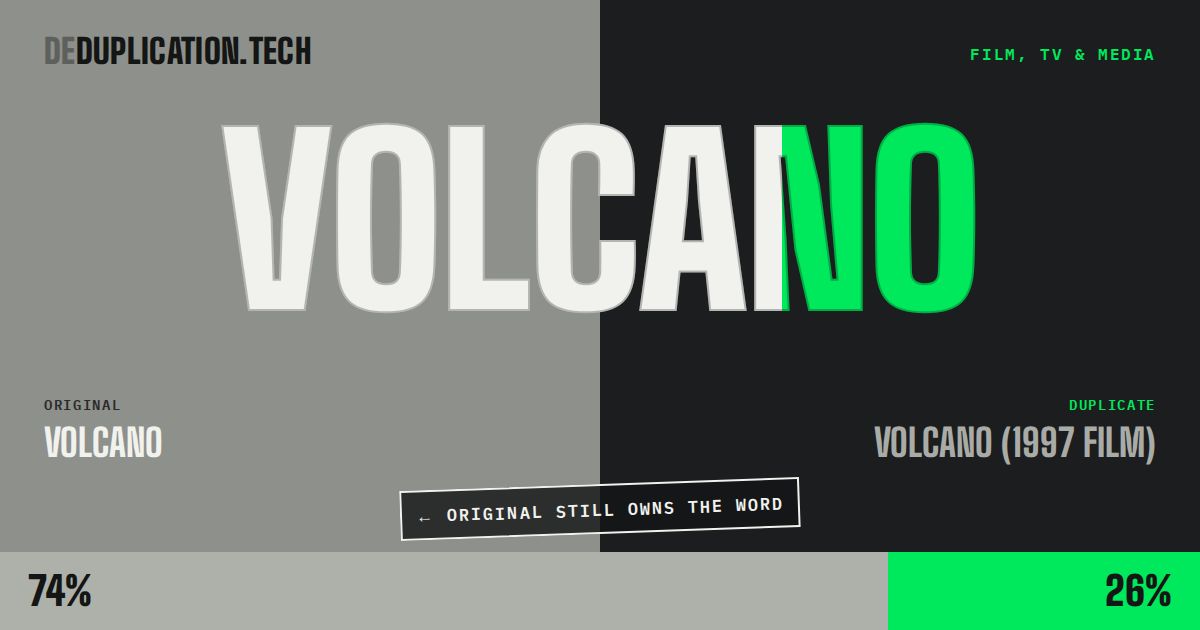 DEDUPLICATION.TECH
FILM, TV & MEDIA
VOLCANO
ORIGINAL
VOLCANO
DUPLICATE
VOLCANO (1997 FILM)
← ORIGINAL STILL OWNS THE WORD
74%
26%